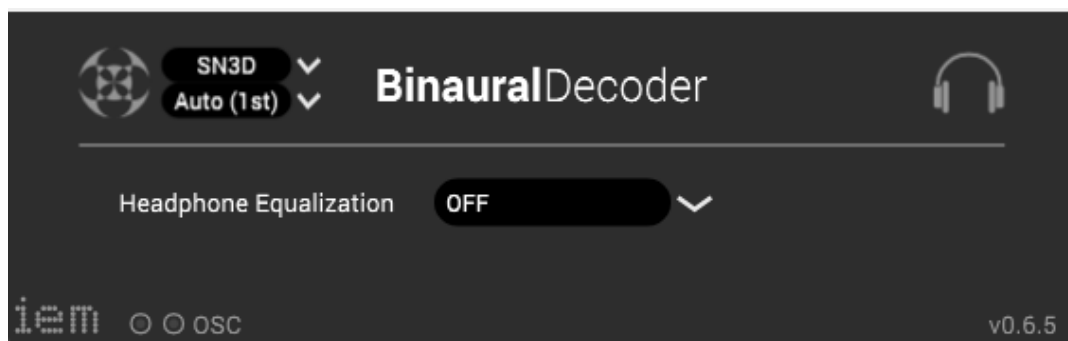 SN3D
Auto (1st)
BinauralDecoder
Headphone Equalization OFF
iem OSC v0.6.5